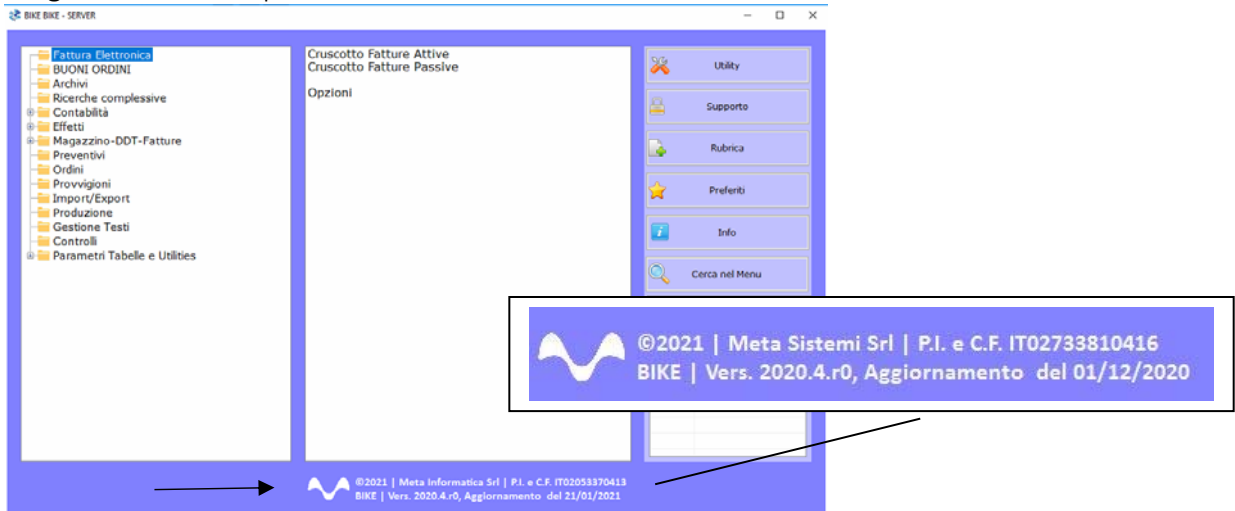 BIKE BIKE - SERVER
Fattura Elettronica
BUONI ORDINI
Archivi
Ricerche complessive
Contabilità
Effetti
Magazzino-DDT-Fatture
Preventivi
Ordini
Provvigioni
Import/Export
Produzione
Gestione Testi
Controlli
Parametri Tabelle e Utilities
Cruscotto Fatture Attive
Cruscotto Fatture Passive
Opzioni
Utility
Supporto
Rubrica
Preferiti
Info
Cerca nel Menu
©2021 | Meta Sistemi Srl | P.I. e C.F. IT02733810416
BIKE | Vers. 2020.4.r0, Aggiornamento del 01/12/2020
©2021 | Meta Informatica Srl | P.I. e C.F. IT02053370413
BIKE | Vers. 2020.4.r0, Aggiornamento del 21/01/2021